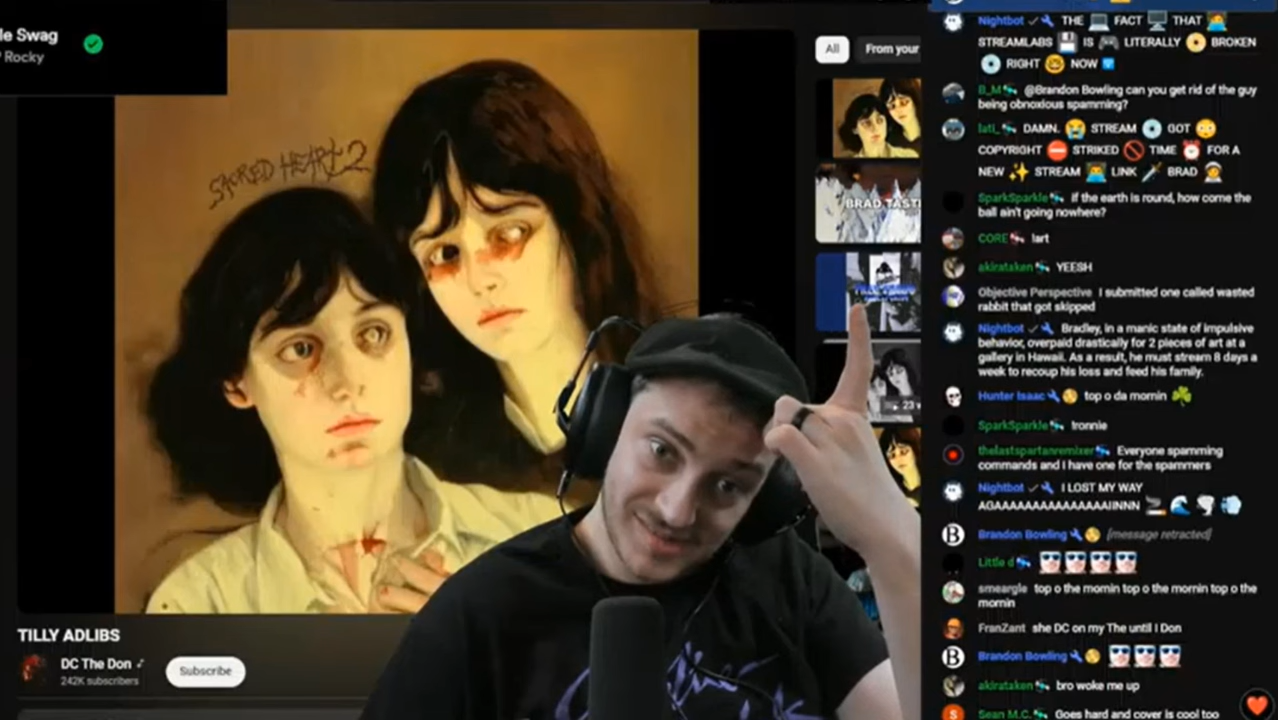 le Swag
Rocky
SACRED HEART 2
All
From your
BRAD TASTE
23
TILLY ADLIBS
DC The Don
242K subscribers
Subscribe
Nightbot THE FACT THAT
STREAMLABS IS LITERALLY BROKEN
RIGHT NOW
B_M @Brandon Bowling can you get rid of the guy
being obnoxious spamming?
DAMN. 😭 STREAM 💿 GOT 😳
COPYRIGHT ⛔ STRIKED 🚫 TIME ⏰ FOR A
NEW ✨ STREAM LINK BRAD
SparkSparkle if the earth is round, how come the
ball ain't going nowhere?
CORE !art
akirataken YEESH
Objective Perspective I submitted one called wasted
rabbit that got skipped
Nightbot Bradley, in a manic state of impulsive
behavior, overpaid drastically for 2 pieces of art at a
gallery in Hawaii. As a result, he must stream 8 days a
week to recoup his loss and feed his family.
Hunter Isaac top o da mornin ☘️
SparkSparkle !ronnie
thelastspartanremixer Everyone spamming
commands and I have one for the spammers
Nightbot I LOST MY WAY
AGAAAAAAAAAAAAAAAIINNN
Brandon Bowling [message retracted]
Little d
smeargle top o the mornin top o the mornin top o the
mornin
FranZant she DC on my The until I Don
Brandon Bowling
akirataken bro woke me up
Sean M.C. Goes hard and cover is cool too